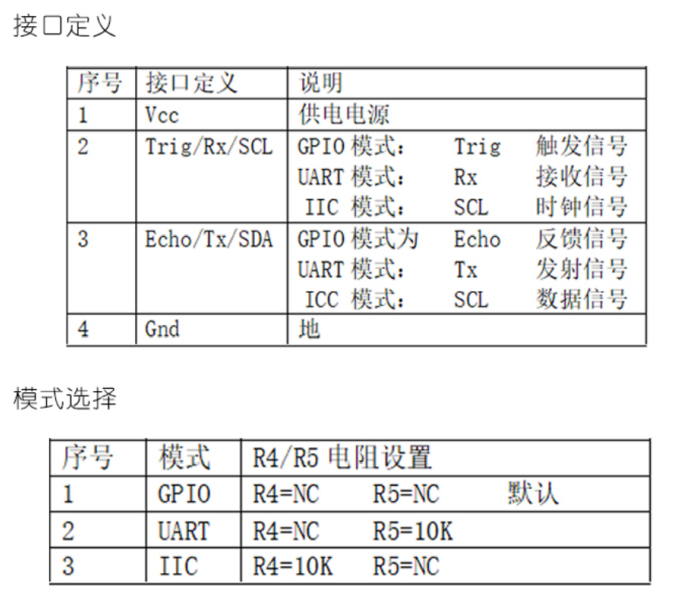 接口定义
序号 接口定义 说明
1 Vcc 供电电源
2 Trig/Rx/SCL GPIO 模式： Trig 触发信号
UART 模式： Rx 接收信号
IIC 模式： SCL 时钟信号
3 Echo/Tx/SDA GPIO 模式为 Echo 反馈信号
UART 模式： Tx 发射信号
ICC 模式： SCL 数据信号
4 Gnd 地
模式选择
序号 模式 R4/R5 电阻设置
1 GPIO R4=NC R5=NC 默认
2 UART R4=NC R5=10K
3 IIC R4=10K R5=NC